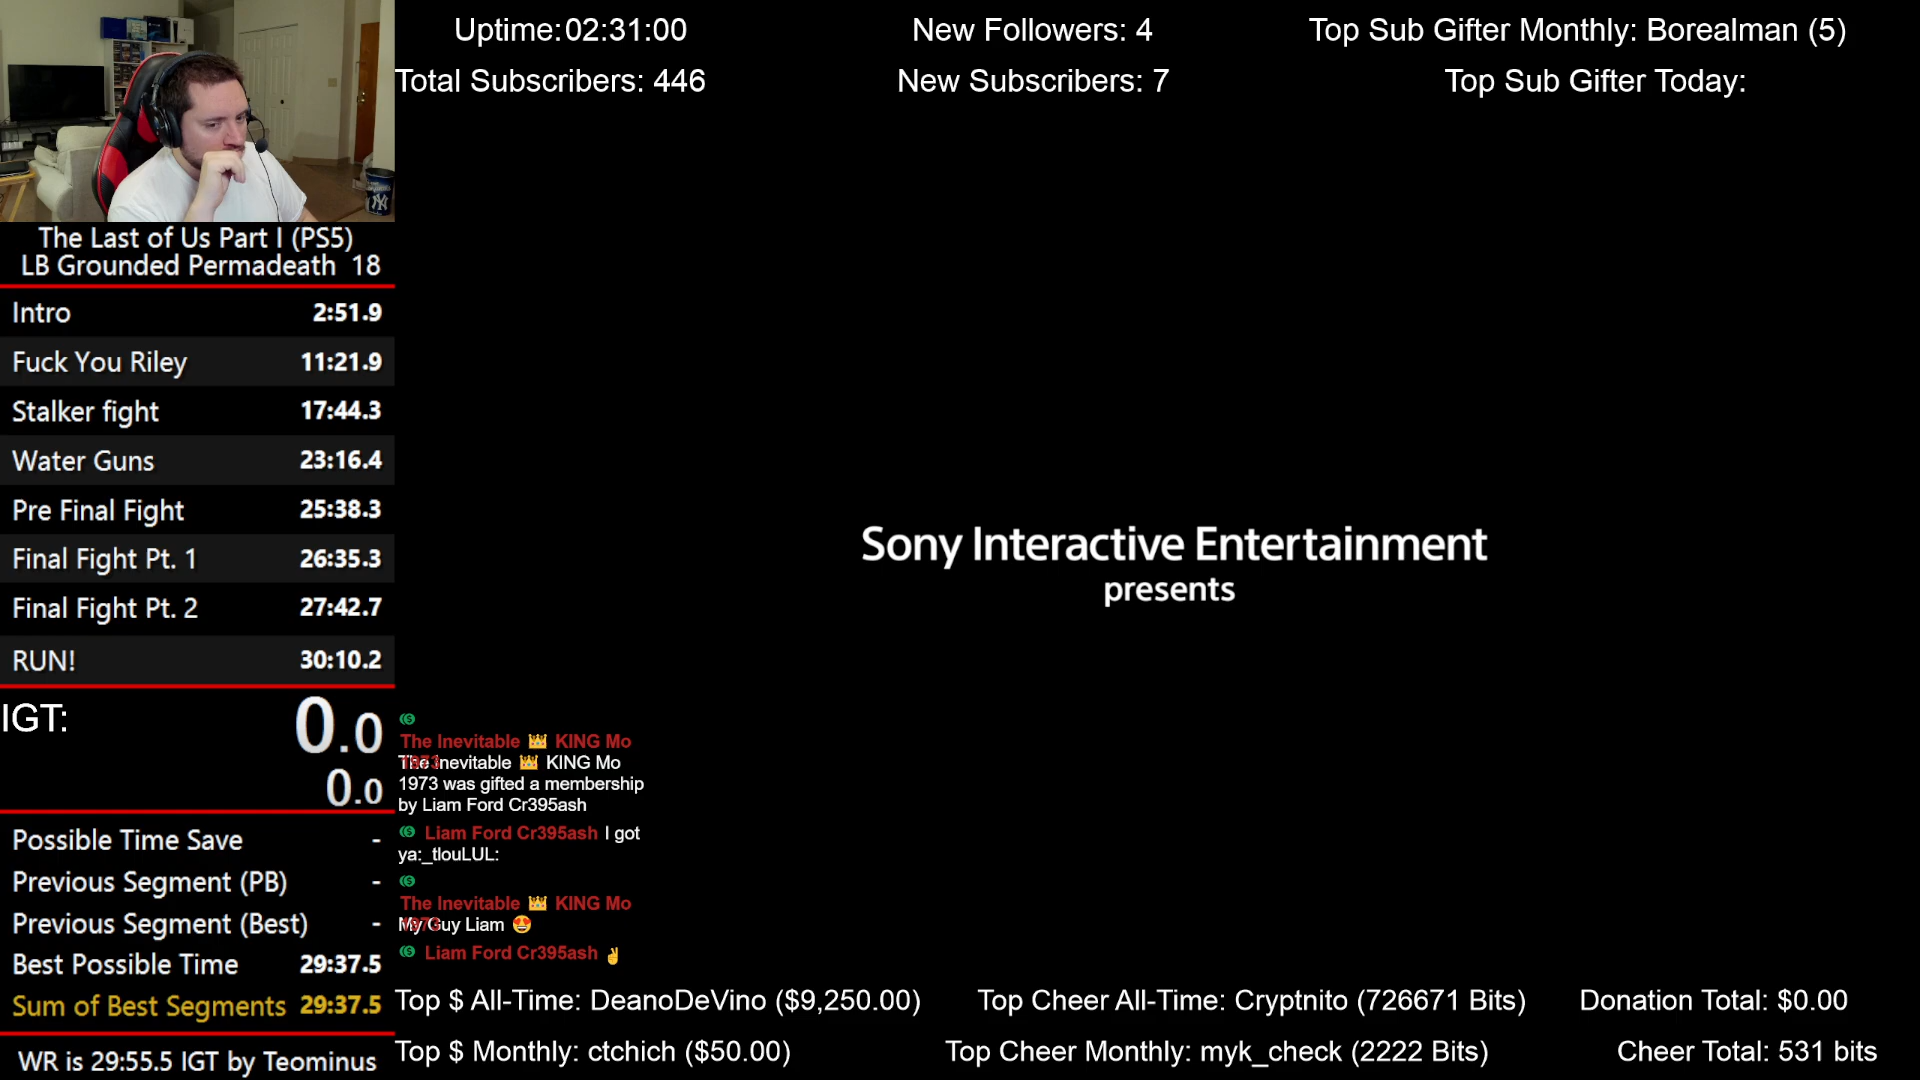 Uptime:02:31:00
New Followers: 4
Top Sub Gifter Monthly: Borealman (5)
Total Subscribers: 446
New Subscribers: 7
Top Sub Gifter Today:
The Last of Us Part I (PS5)
LB Grounded Permadeath 18
Intro 2:51.9
Fuck You Riley 11:21.9
Stalker fight 17:44.3
Water Guns 23:16.4
Pre Final Fight 25:38.3
Final Fight Pt. 1 26:35.3
Final Fight Pt. 2 27:42.7
RUN! 30:10.2
IGT: 0.0
0.0
Possible Time Save -
Previous Segment (PB) -
Previous Segment (Best) -
Best Possible Time 29:37.5
Sum of Best Segments 29:37.5
WR is 29:55.5 IGT by Teominus
Sony Interactive Entertainment
presents
The Inevitable 👑 KING Mo
1973
The Inevitable 👑 KING Mo
1973 was gifted a membership
by Liam Ford Cr395ash
Liam Ford Cr395ash I got
ya:_tlouLUL:
The Inevitable 👑 KING Mo
1973
My Guy Liam 😍
Liam Ford Cr395ash ✌
Top $ All-Time: DeanoDeVino ($9,250.00)
Top Cheer All-Time: Cryptnito (726671 Bits)
Donation Total: $0.00
Top $ Monthly: ctchich ($50.00)
Top Cheer Monthly: myk_check (2222 Bits)
Cheer Total: 531 bits